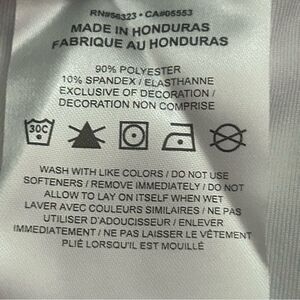 RN#56323 • CA#05553
MADE IN HONDURAS
FABRIQUE AU HONDURAS
90% POLYESTER
10% SPANDEX / ELASTHANNE
EXCLUSIVE OF DECORATION /
DECORATION NON COMPRISE
30C
WASH WITH LIKE COLORS / DO NOT USE
SOFTENERS / REMOVE IMMEDIATELY / DO NOT
ALLOW TO LAY ON ITSELF WHEN WET
LAVER AVEC COULEURS SIMILAIRES / NE PAS
UTILISER D'ADOUCISSEUR / ENLEVER
IMMEDIATEMENT / NE PAS LAISSER LE VÊTEMENT
PLIÉ LORSQU'IL EST MOUILLÉ